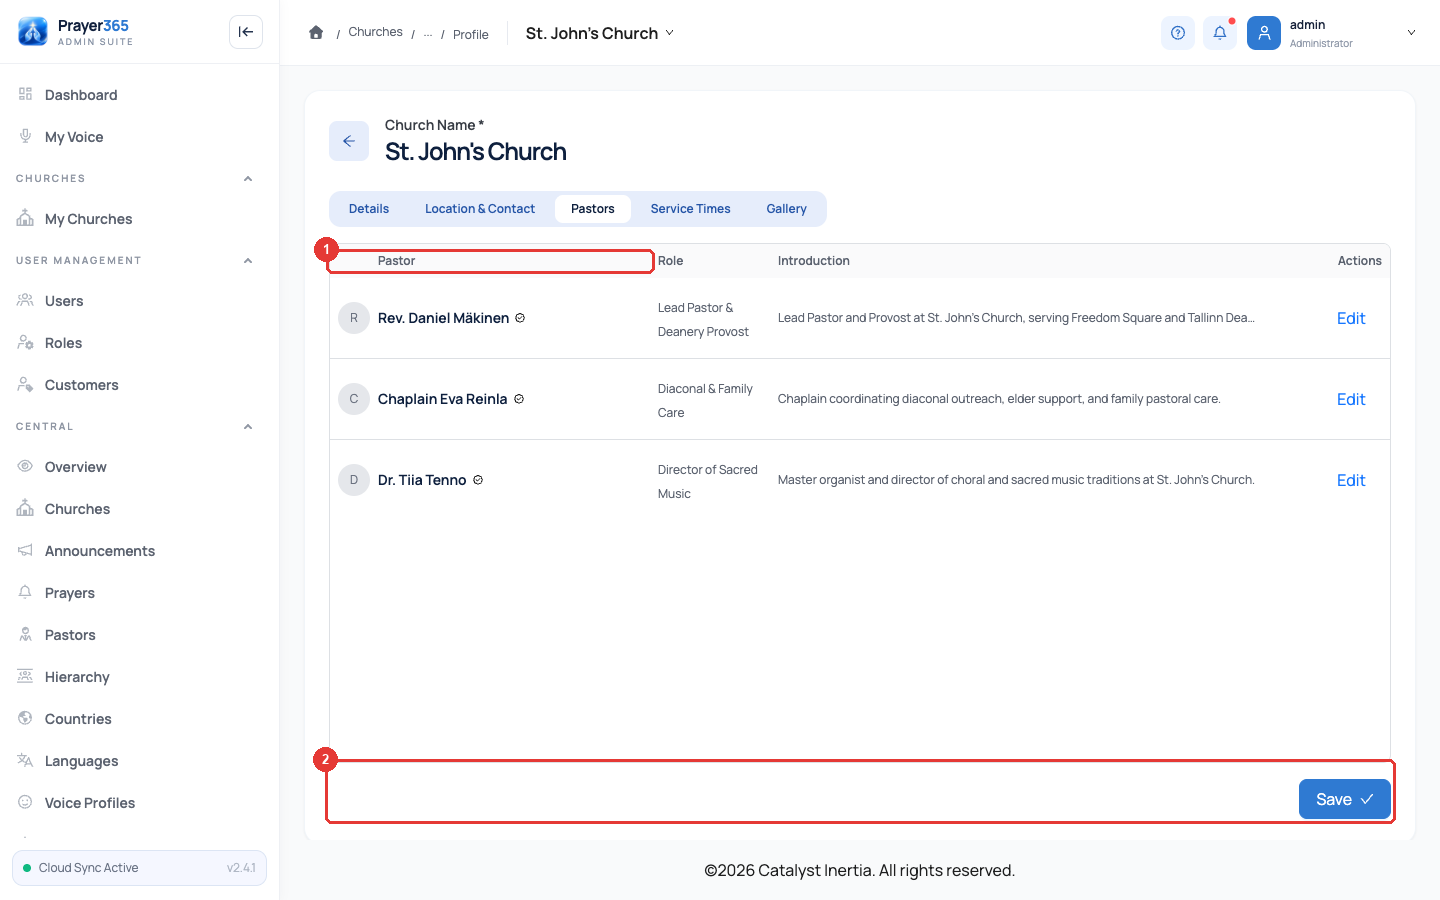 Prayer365
ADMIN SUITE
Dashboard
My Voice
CHURCHES
My Churches
USER MANAGEMENT
Users
Roles
Customers
CENTRAL
Overview
Churches
Announcements
Prayers
Pastors
Hierarchy
Countries
Languages
Voice Profiles
Cloud Sync Active v2.4.1
/ Churches / ... / Profile
St. John's Church
admin
Administrator
Church Name *
St. John's Church
Details Location & Contact Pastors Service Times Gallery
1
Pastor Role Introduction Actions
R Rev. Daniel Mäkinen Lead Pastor & Deanery Provost Lead Pastor and Provost at St. John's Church, serving Freedom Square and Tallinn Dea... Edit
C Chaplain Eva Reinla Diaconal & Family Care Chaplain coordinating diaconal outreach, elder support, and family pastoral care. Edit
D Dr. Tiia Tenno Director of Sacred Music Master organist and director of choral and sacred music traditions at St. John's Church. Edit
2
Save
©2026 Catalyst Inertia. All rights reserved.